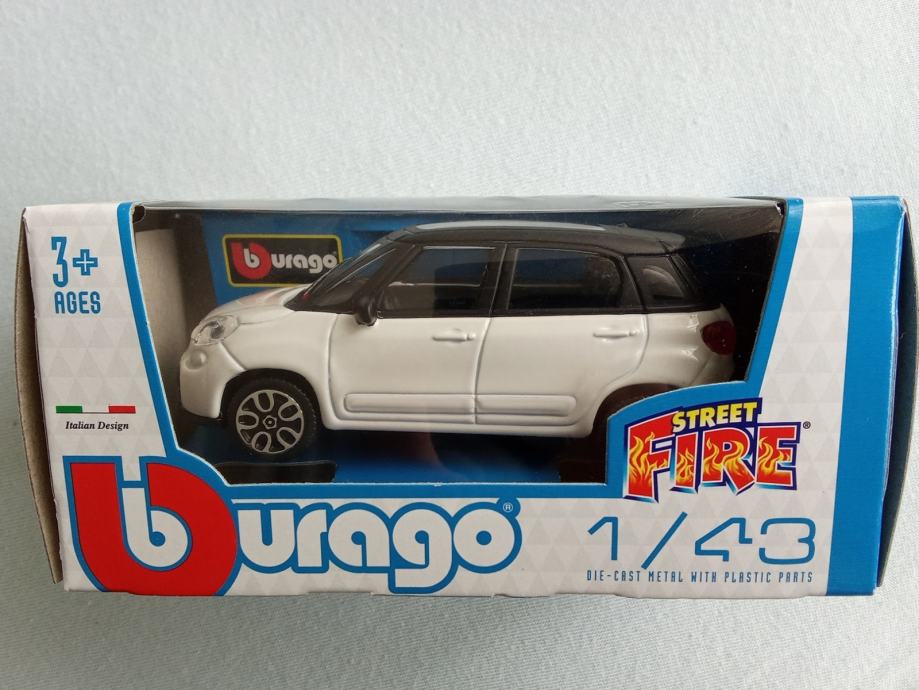 3+
AGES
burago
Italian Design
STREET
FIRE®
burago®
1/43
DIE-CAST METAL WITH PLASTIC PARTS